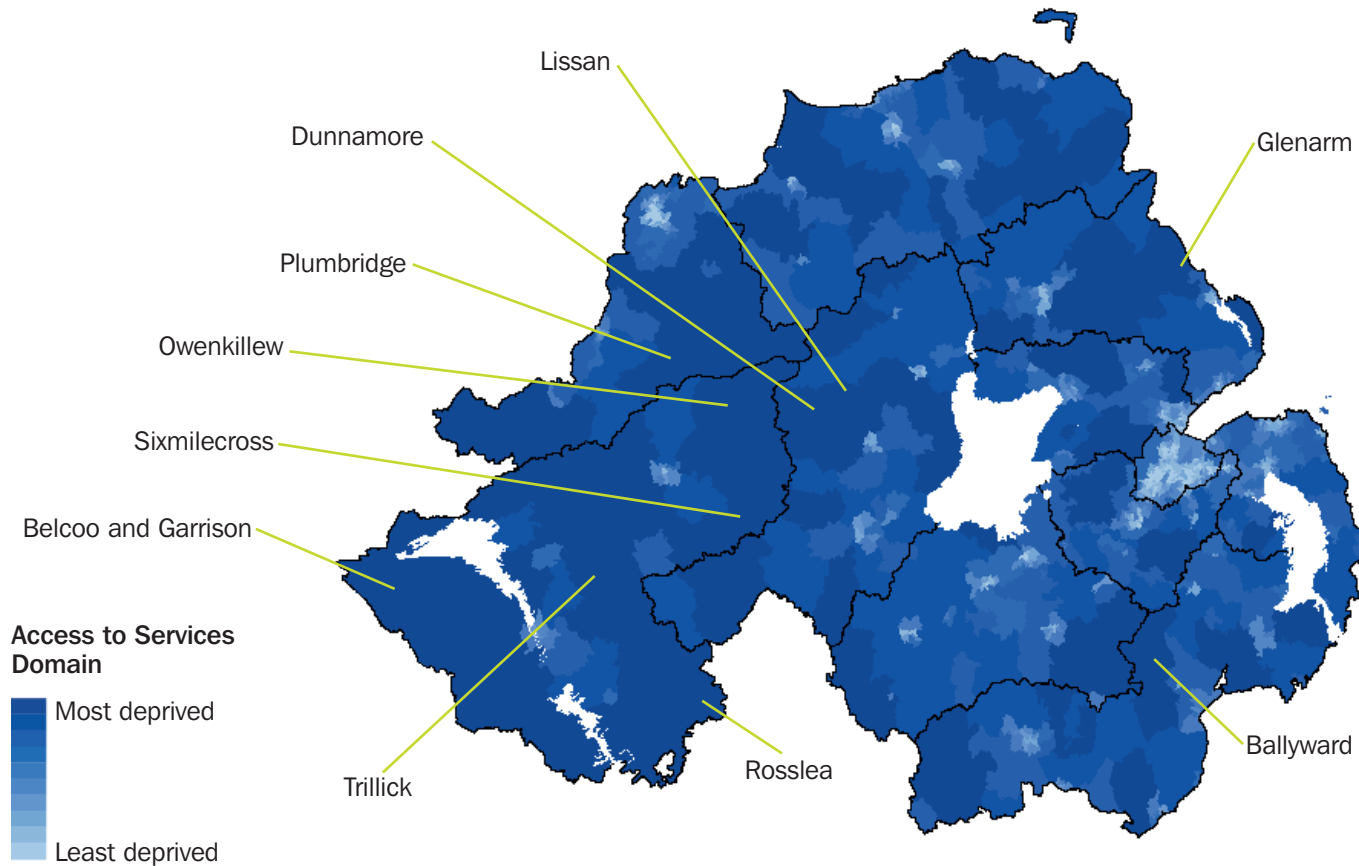 Lissan
Dunnamore
Glenarm
Plumbridge
Owenkillew
Sixmilecross
Belcoo and Garrison
Access to Services
Domain
Most deprived
Least deprived
Trillick
Rosslea
Ballyward